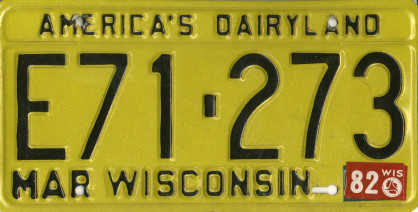 AMERICA'S DAIRYLAND
E71-273
MAR WISCONSIN 82 WIS